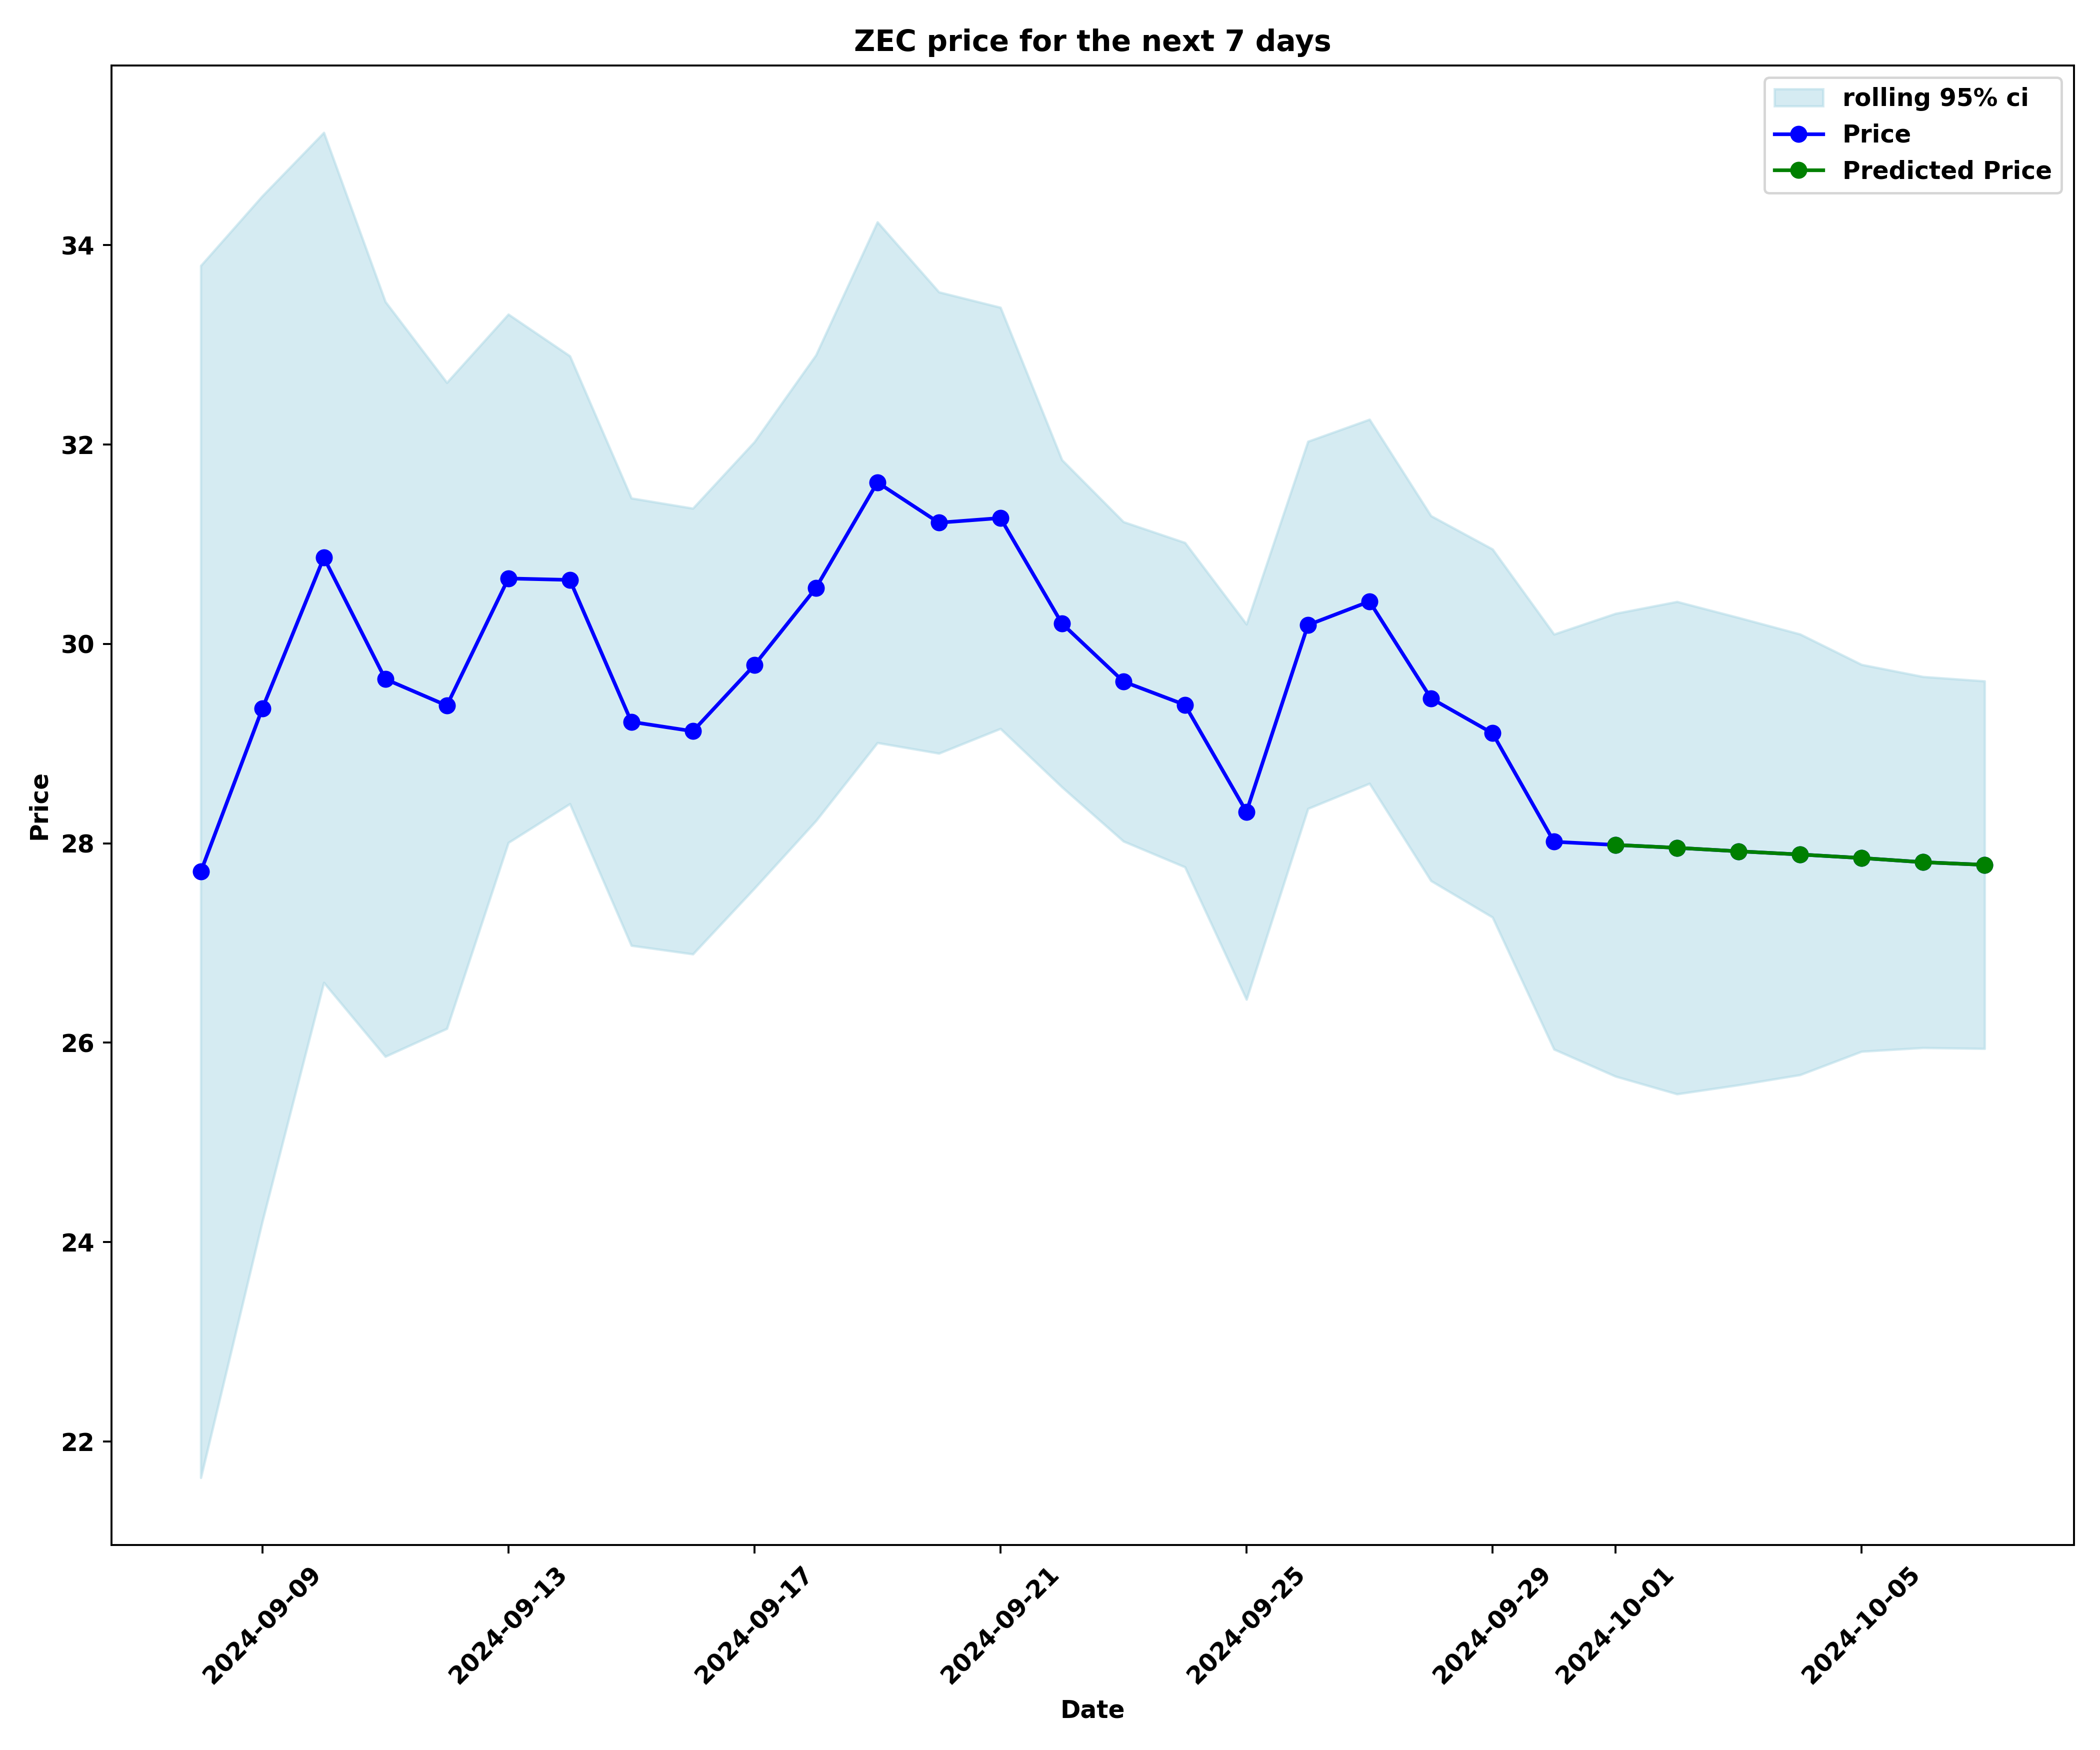 ZEC price for the next 7 days
rolling 95% ci
Price
Predicted Price
34
32
30
28
26
24
22
Price
2024-09-09
2024-09-13
2024-09-17
2024-09-21
2024-09-25
2024-09-29
2024-10-01
2024-10-05
Date